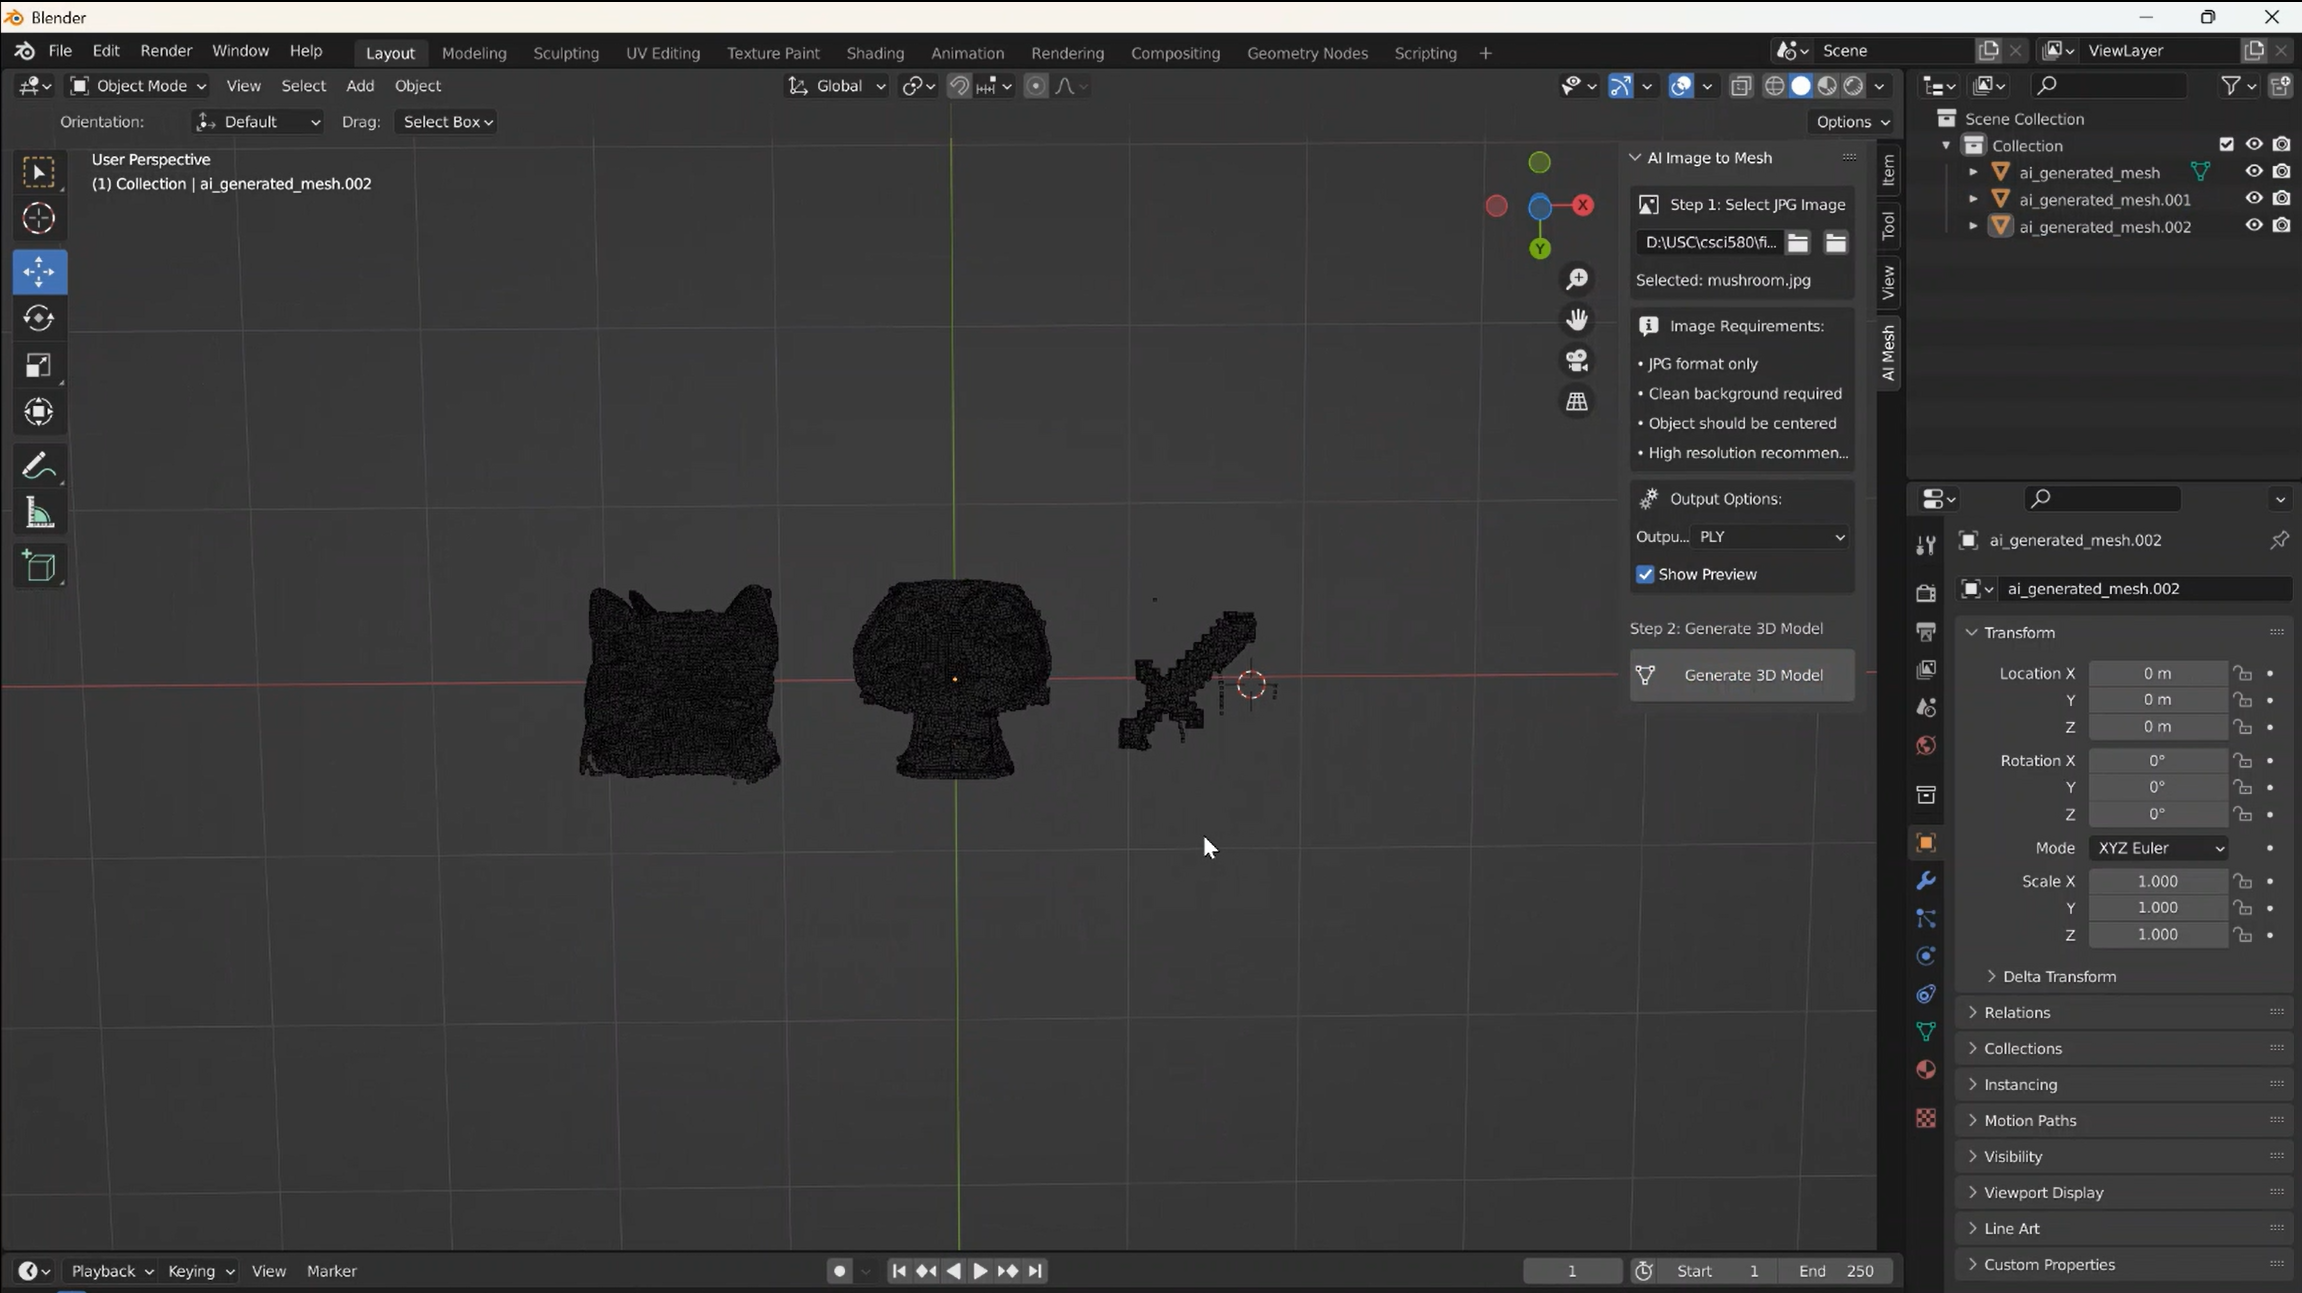 Blender
File Edit Render Window Help Layout Modeling Sculpting UV Editing Texture Paint Shading Animation Rendering Compositing Geometry Nodes Scripting + Scene ViewLayer
Object Mode View Select Add Object Global
Orientation: Default Drag: Select Box Options
User Perspective
(1) Collection | ai_generated_mesh.002
X
Y
AI Image to Mesh
Step 1: Select JPG Image
D:\USC\csci580\fi...
Selected: mushroom.jpg
Image Requirements:
• JPG format only
• Clean background required
• Object should be centered
• High resolution recommen...
Output Options:
Outpu... PLY
Show Preview
Step 2: Generate 3D Model
Generate 3D Model
Item
Tool
View
AI Mesh
Scene Collection
Collection
ai_generated_mesh
ai_generated_mesh.001
ai_generated_mesh.002
ai_generated_mesh.002
ai_generated_mesh.002
Transform
Location X 0 m
Y 0 m
Z 0 m
Rotation X 0°
Y 0°
Z 0°
Mode XYZ Euler
Scale X 1.000
Y 1.000
Z 1.000
Delta Transform
Relations
Collections
Instancing
Motion Paths
Visibility
Viewport Display
Line Art
Custom Properties
Playback Keying View Marker 1 Start 1 End 250